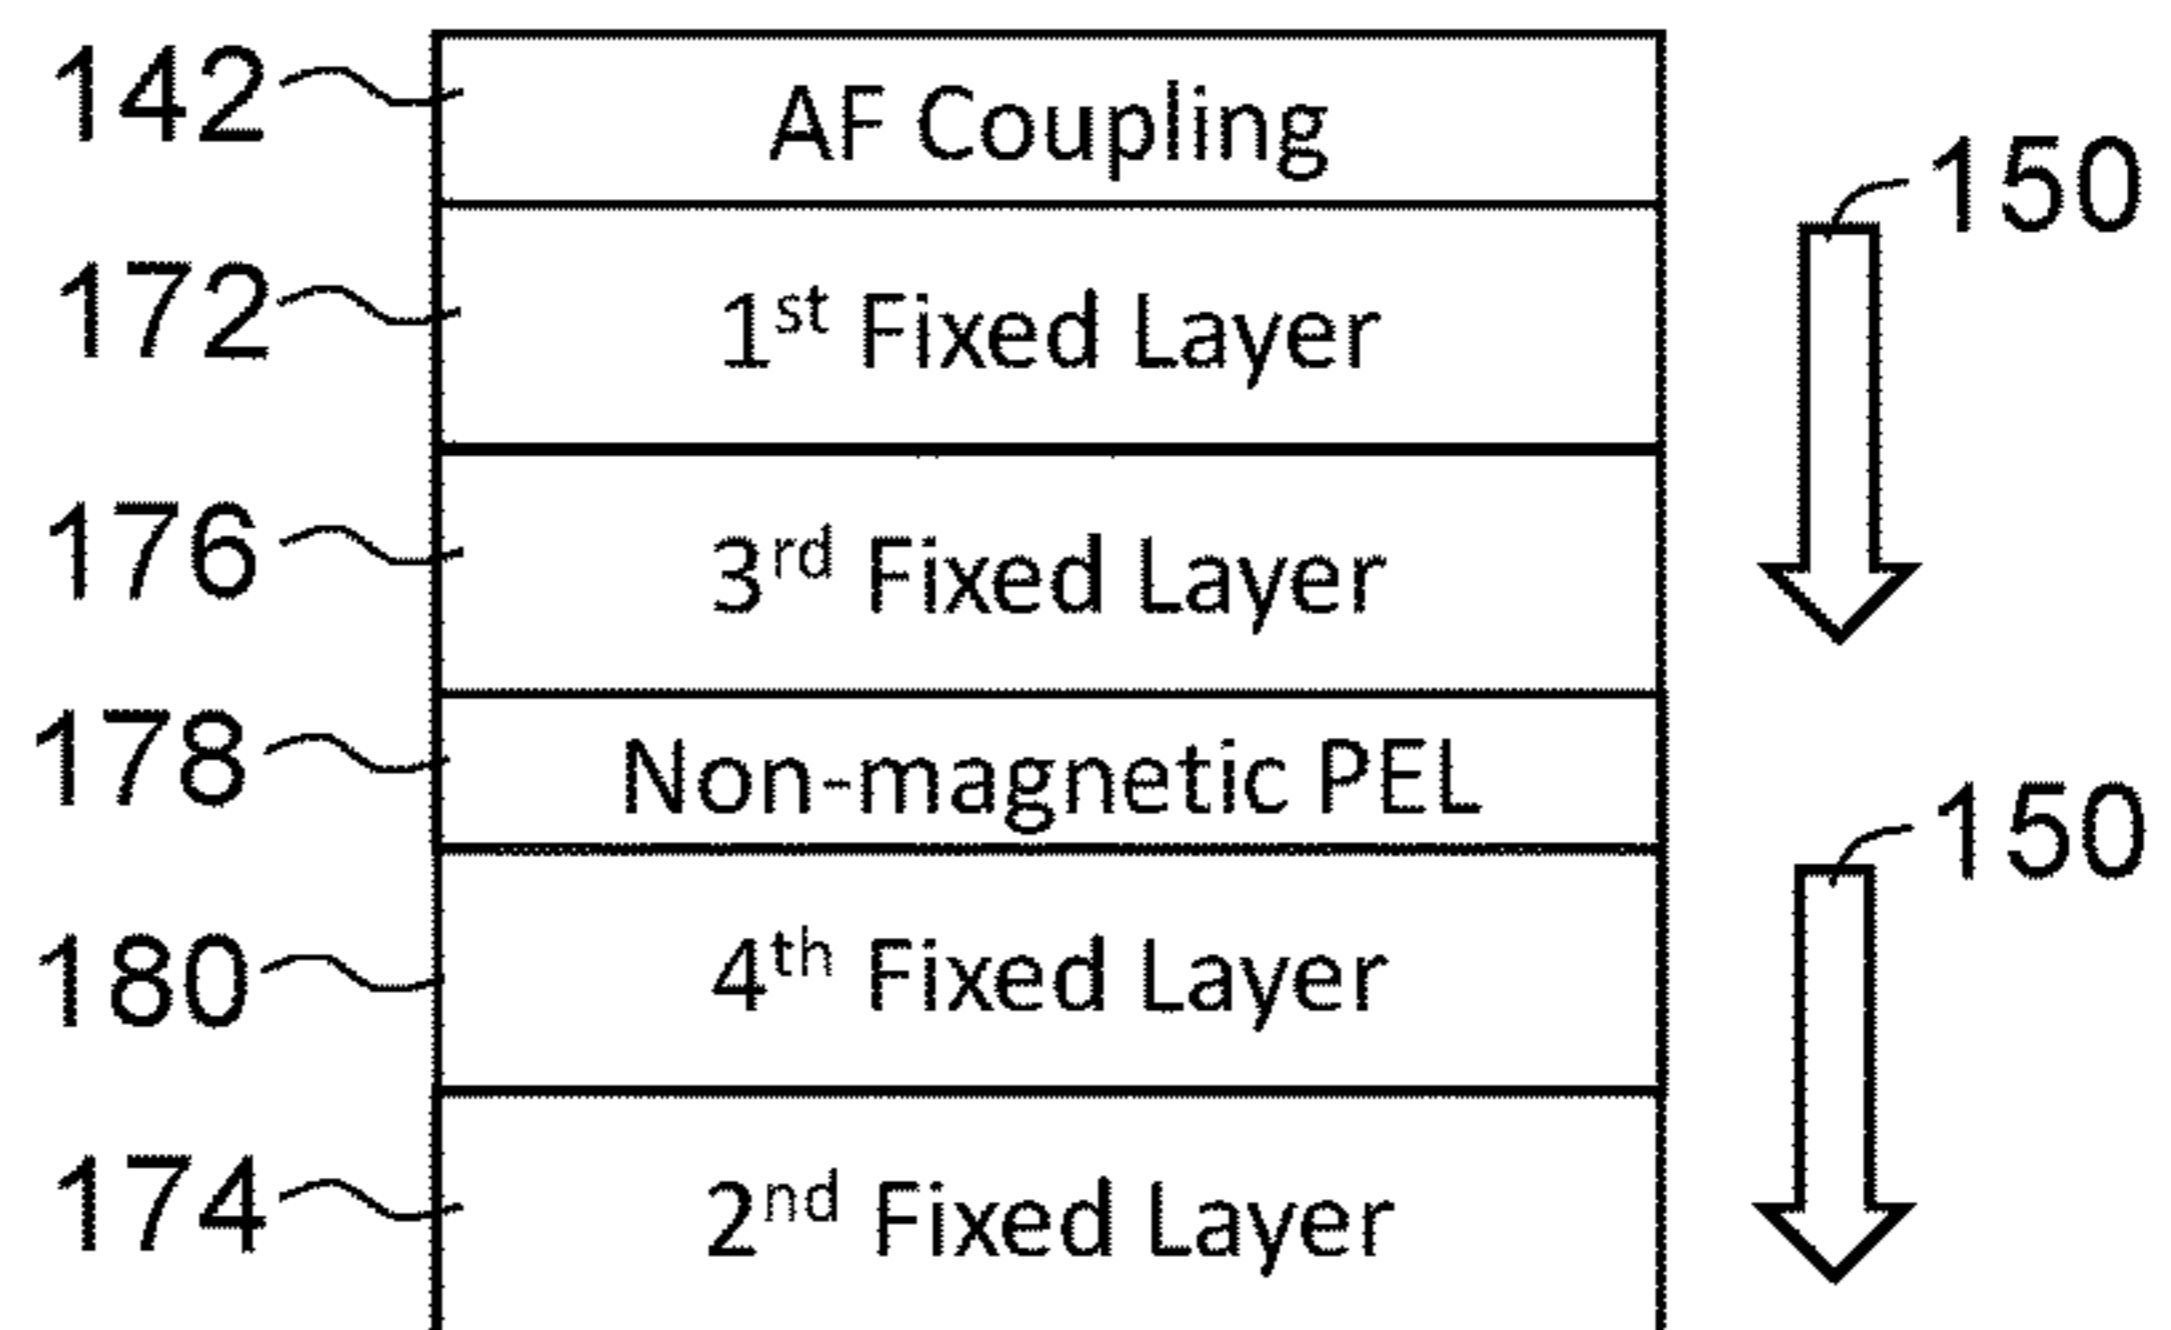 142 AF Coupling
150
172 1st Fixed Layer
176 3rd Fixed Layer
178 Non-magnetic PEL
150
180 4th Fixed Layer
174 2nd Fixed Layer